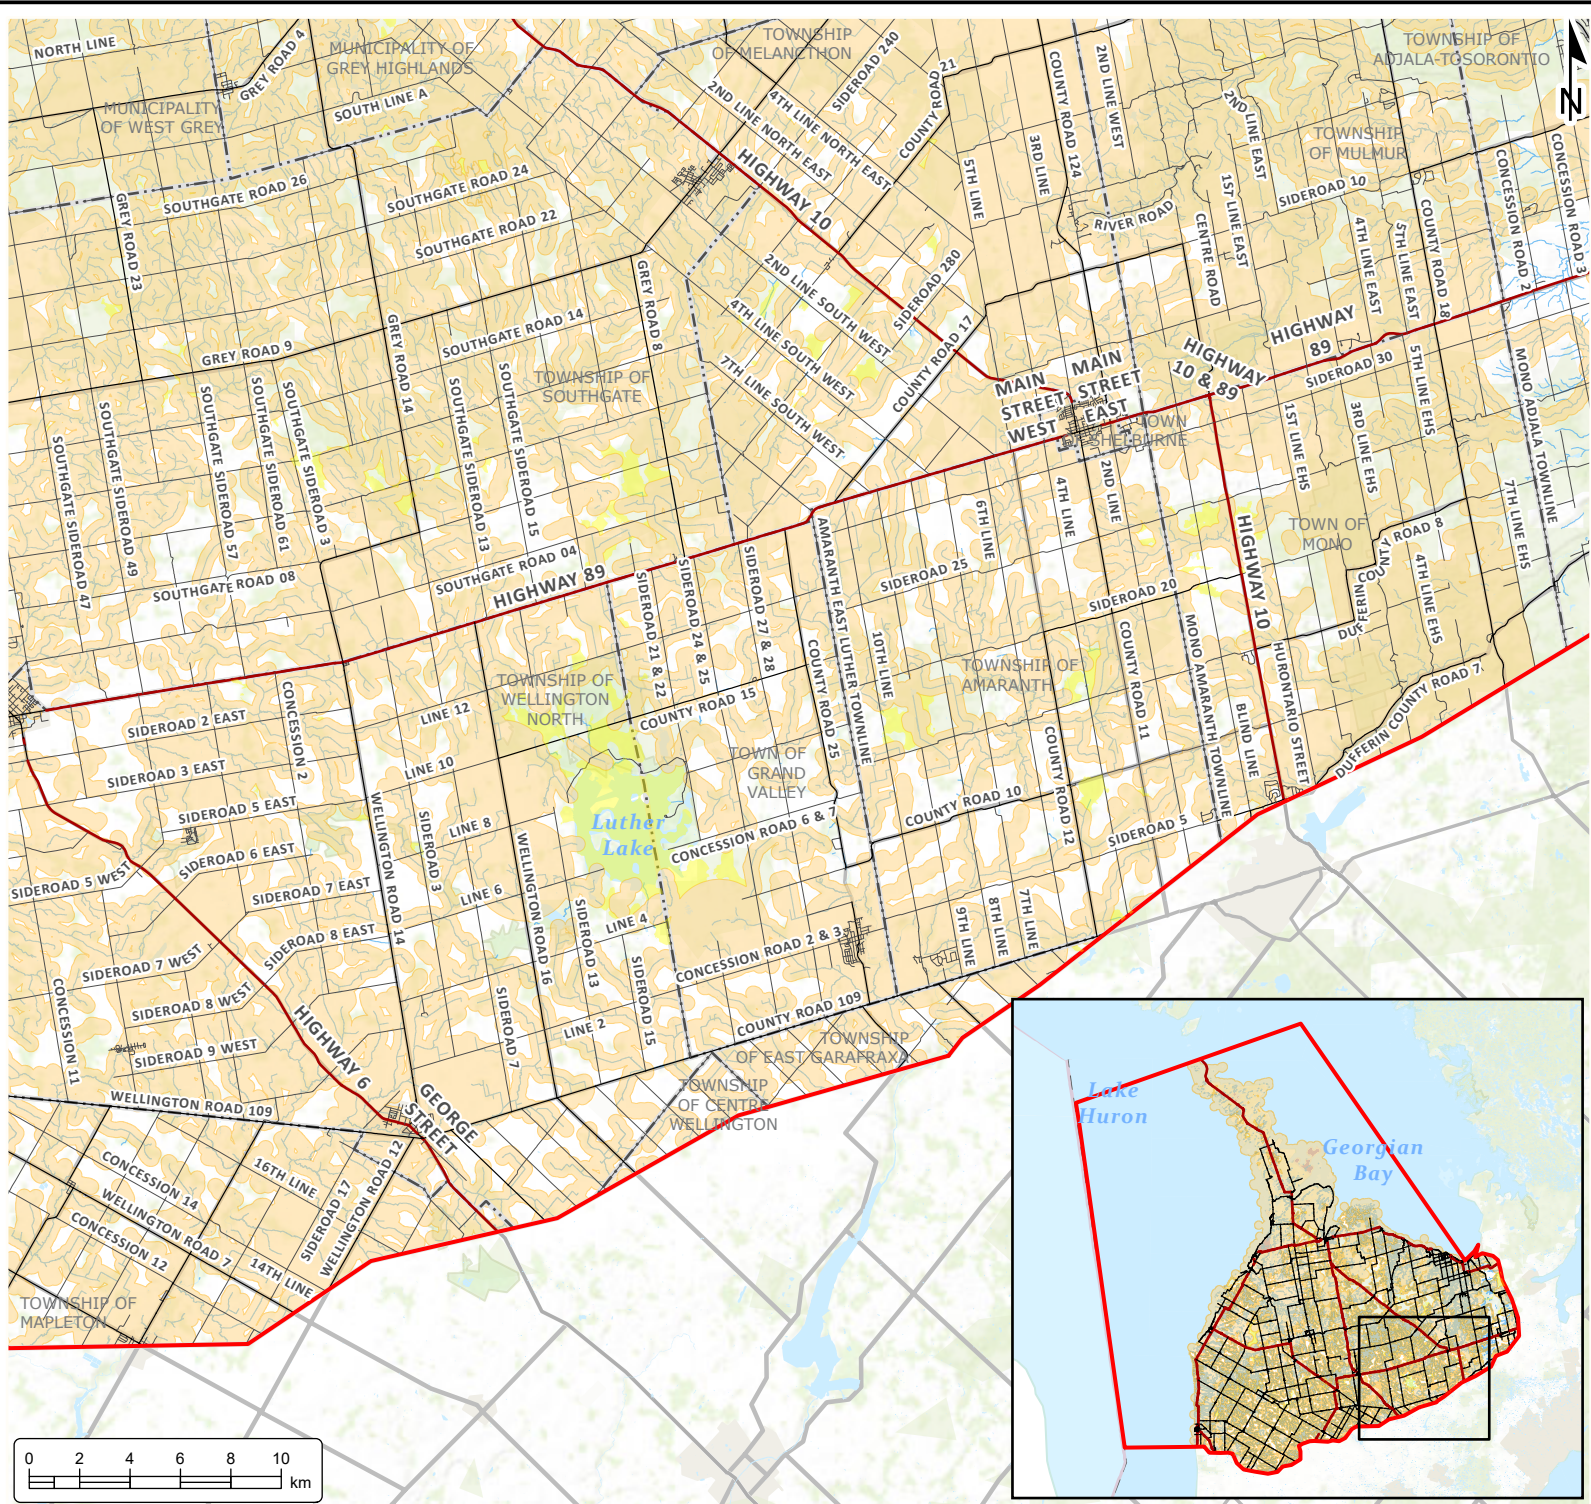 NORTH LINE
GREY ROAD 4
MUNICIPALITY OF
GREY HIGHLANDS
TOWNSHIP
OF MELANCTHON
SIDEROAD 240
COUNTY ROAD 21
COUNTY ROAD 124
2ND LINE WEST
TOWNSHIP OF
ADJALA-TOSORONTIO
N
MUNICIPALITY
OF WEST GREY
SOUTH LINE A
2ND LINE NORTH EAST
4TH LINE NORTH EAST
HIGHWAY 10
5TH LINE
3RD LINE
2ND LINE EAST
TOWNSHIP
OF MULMUR
SIDEROAD 10
1ST LINE EAST
CENTRE ROAD
RIVER ROAD
4TH LINE EAST
5TH LINE EAST
COUNTY ROAD 18
CONCESSION ROAD 2
CONCESSION ROAD 3
SOUTHGATE ROAD 26
SOUTHGATE ROAD 24
SOUTHGATE ROAD 22
GREY ROAD 23
GREY ROAD 8
2ND LINE SOUTH WEST
4TH LINE SOUTH WEST
7TH LINE SOUTH WEST
SIDEROAD 280
COUNTY ROAD 17
GREY ROAD 9
GREY ROAD 14
SOUTHGATE ROAD 14
TOWNSHIP OF
SOUTHGATE
MAIN
STREET
WEST
MAIN
STREET
EAST
TOWN
OF SHELBURNE
HIGHWAY
10 & 89
HIGHWAY
89
SIDEROAD 30
SOUTHGATE SIDEROAD 47
SOUTHGATE SIDEROAD 49
SOUTHGATE SIDEROAD 57
SOUTHGATE SIDEROAD 61
SOUTHGATE SIDEROAD 3
SOUTHGATE SIDEROAD 13
SOUTHGATE SIDEROAD 15
1ST LINE EHS
3RD LINE EHS
5TH LINE EHS
MONO ADJALA TOWNLINE
7TH LINE EHS
4TH LINE EHS
TOWN OF
MONO
DUFFERIN COUNTY ROAD 8
HIGHWAY 10
2ND LINE
4TH LINE
6TH LINE
SIDEROAD 25
SIDEROAD 20
SOUTHGATE ROAD 08
SOUTHGATE ROAD 04
HIGHWAY 89
SIDEROAD 21 & 22
SIDEROAD 24 & 25
SIDEROAD 27 & 28
AMARANTH EAST LUTHER TOWNLINE
COUNTY ROAD 25
10TH LINE
TOWNSHIP OF
AMARANTH
COUNTY ROAD 11
COUNTY ROAD 12
MONO AMARANTH TOWNLINE
BLIND LINE
HURONTARIO STREET
DUFFERIN COUNTY ROAD 7
TOWNSHIP OF
WELLINGTON
NORTH
COUNTY ROAD 15
TOWN OF
GRAND
VALLEY
SIDEROAD 2 EAST
SIDEROAD 3 EAST
SIDEROAD 5 EAST
SIDEROAD 6 EAST
SIDEROAD 7 EAST
SIDEROAD 8 EAST
CONCESSION 2
LINE 12
LINE 10
LINE 8
LINE 6
LINE 4
LINE 2
WELLINGTON ROAD 14
SIDEROAD 3
WELLINGTON ROAD 16
Luther
Lake
CONCESSION ROAD 6 & 7
COUNTY ROAD 10
SIDEROAD 5
SIDEROAD 5 WEST
SIDEROAD 7 WEST
SIDEROAD 8 WEST
SIDEROAD 9 WEST
CONCESSION 11
SIDEROAD 13
SIDEROAD 15
SIDEROAD 7
CONCESSION ROAD 2 & 3
9TH LINE
8TH LINE
7TH LINE
COUNTY ROAD 109
TOWNSHIP
OF EAST GARAFRAXA
TOWNSHIP
OF CENTRE
WELLINGTON
HIGHWAY 6
GEORGE
STREET
WELLINGTON ROAD 109
CONCESSION 14
WELLINGTON ROAD 7
CONCESSION 12
16TH LINE
SIDEROAD 17
WELLINGTON ROAD 12
14TH LINE
TOWNSHIP OF
MAPLETON
Lake
Huron
Georgian
Bay
0 2 4 6 8 10
km